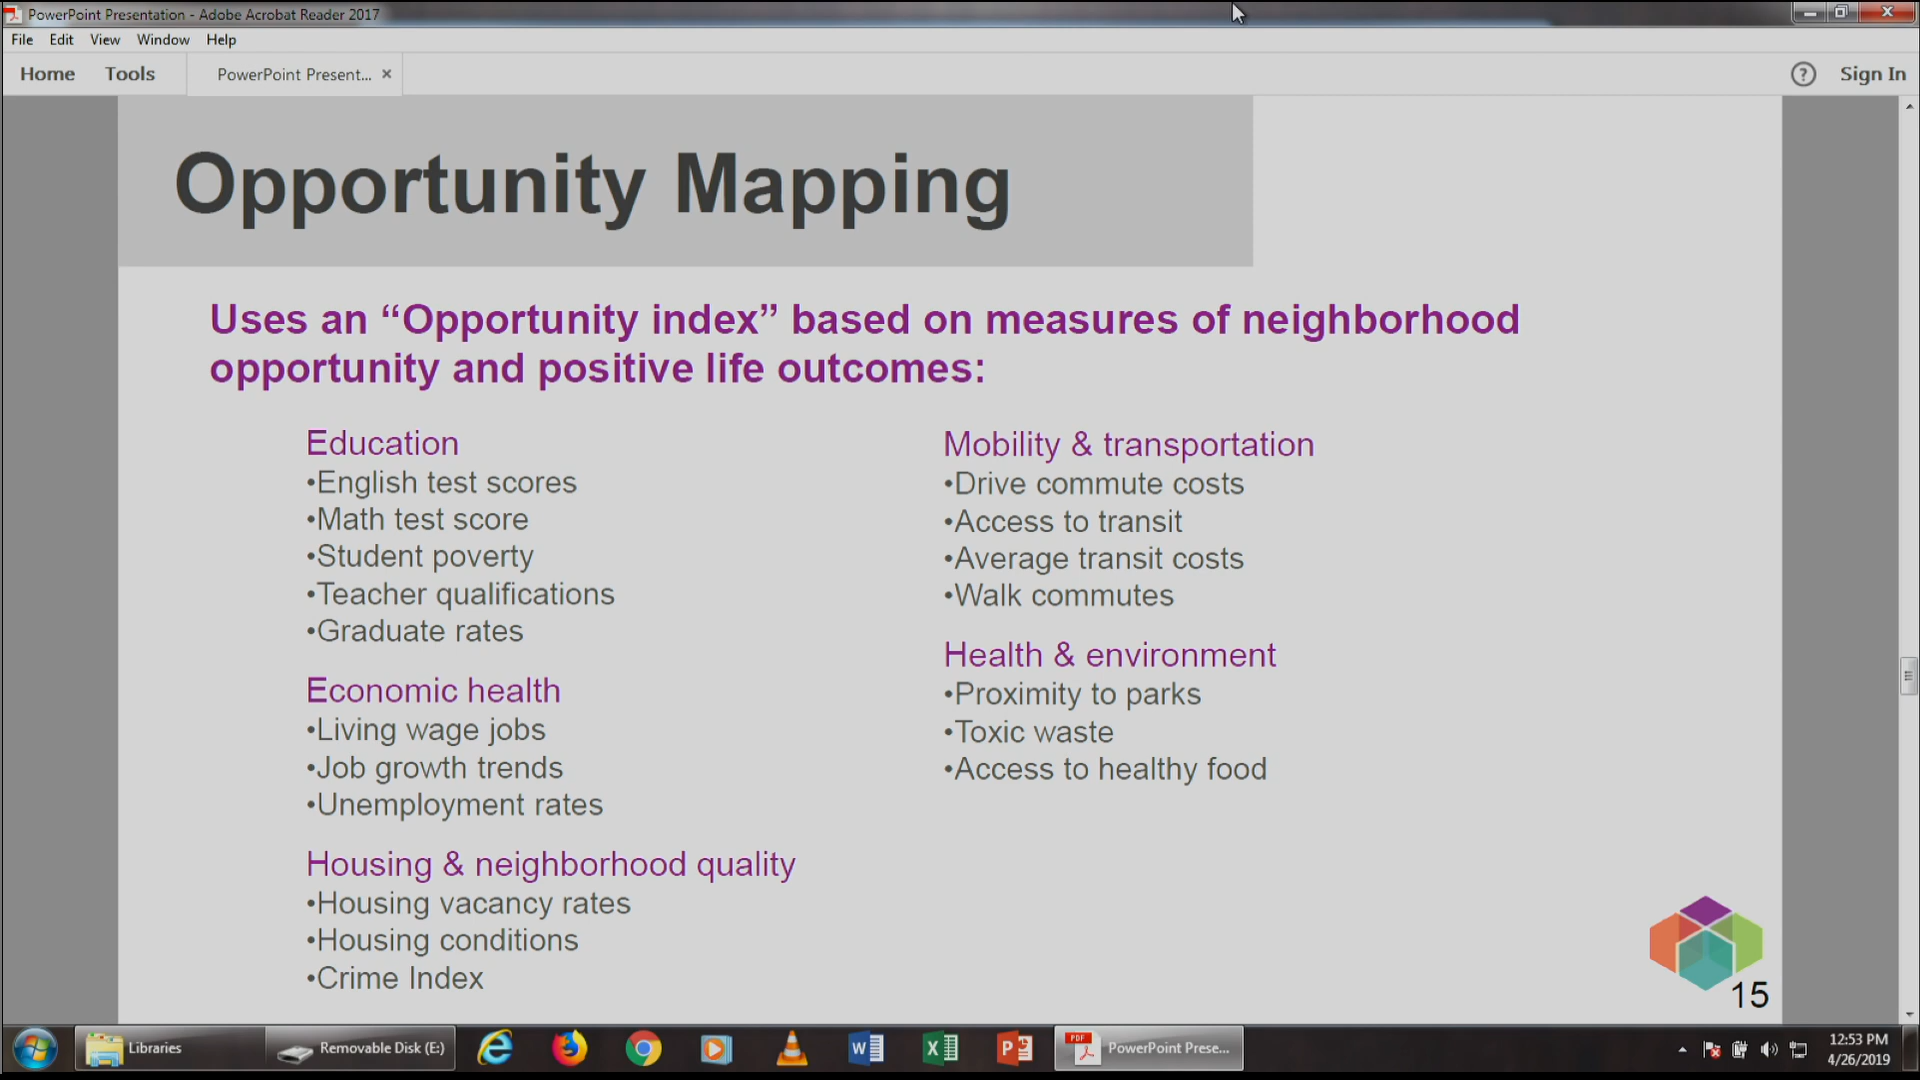 PowerPoint Presentation - Adobe Acrobat Reader 2017
File Edit View Window Help
Home Tools PowerPoint Present... × ? Sign In
Opportunity Mapping
Uses an “Opportunity index” based on measures of neighborhood
opportunity and positive life outcomes:
Education
•English test scores
•Math test score
•Student poverty
•Teacher qualifications
•Graduate rates
Economic health
•Living wage jobs
•Job growth trends
•Unemployment rates
Housing & neighborhood quality
•Housing vacancy rates
•Housing conditions
•Crime Index
Mobility & transportation
•Drive commute costs
•Access to transit
•Average transit costs
•Walk commutes
Health & environment
•Proximity to parks
•Toxic waste
•Access to healthy food
15
Libraries
Removable Disk (E:)
PDF
PowerPoint Prese...
12:53 PM
4/26/2019